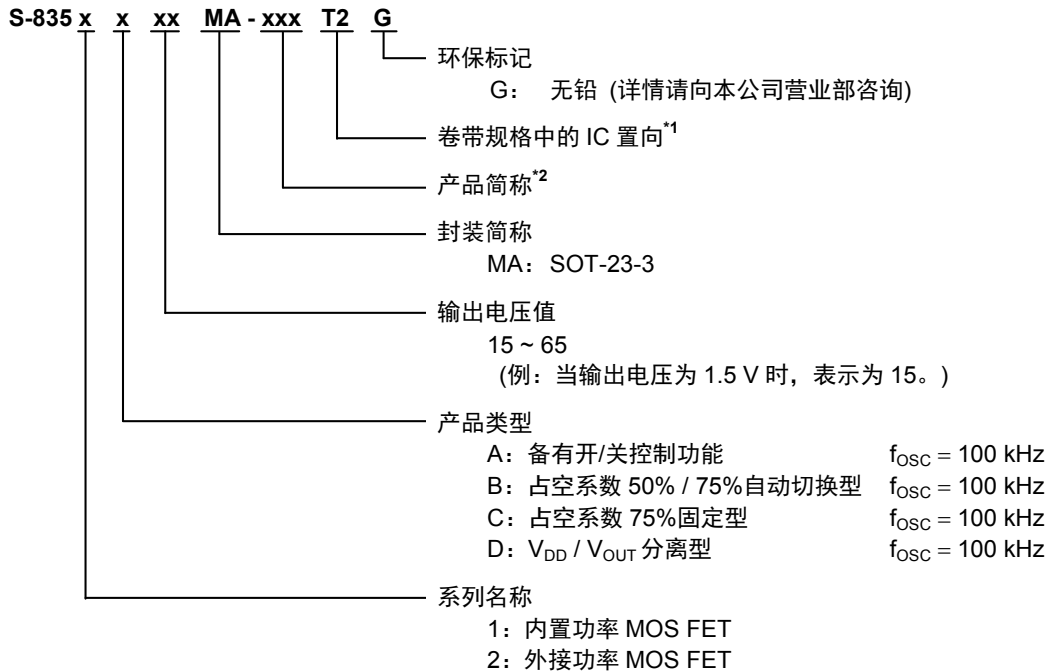 S-835 x x xx MA - xxx T2 G
环保标记
G： 无铅 (详情请向本公司营业部咨询)
卷带规格中的 IC 置向*1
产品简称*2
封装简称
MA：SOT-23-3
输出电压值
15 ~ 65
(例：当输出电压为 1.5 V 时，表示为 15。)
产品类型
A：备有开/关控制功能 fOSC = 100 kHz
B：占空系数 50% / 75%自动切换型 fOSC = 100 kHz
C：占空系数 75%固定型 fOSC = 100 kHz
D：VDD / VOUT 分离型 fOSC = 100 kHz
系列名称
1：内置功率 MOS FET
2：外接功率 MOS FET